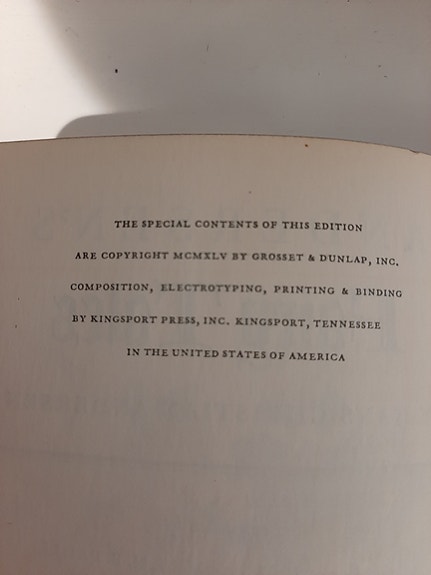 THE SPECIAL CONTENTS OF THIS EDITION
ARE COPYRIGHT MCMXLV BY GROSSET & DUNLAP, INC.
COMPOSITION, ELECTROTYPING, PRINTING & BINDING
BY KINGSPORT PRESS, INC. KINGSPORT, TENNESSEE
IN THE UNITED STATES OF AMERICA